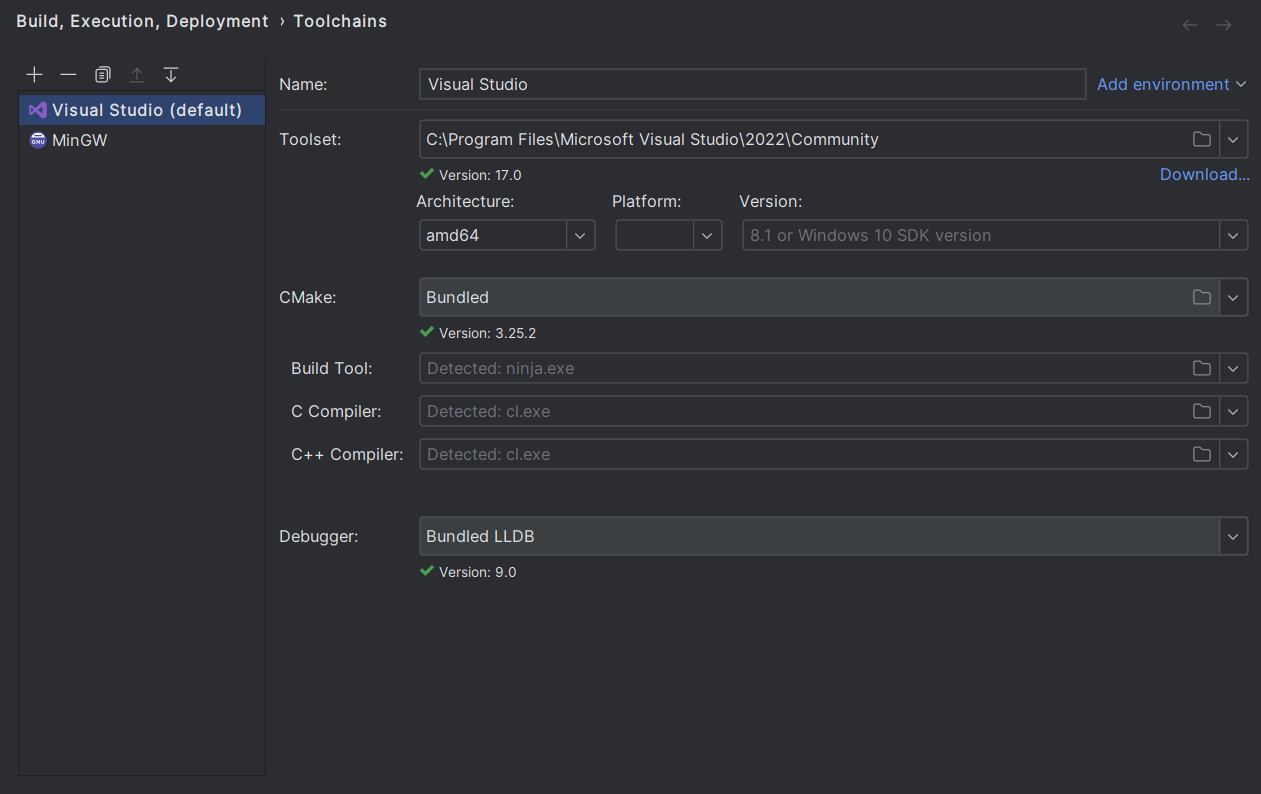 Build, Execution, Deployment › Toolchains
Visual Studio (default)
MinGW
Name: Visual Studio Add environment
Toolset: C:\Program Files\Microsoft Visual Studio\2022\Community
Version: 17.0 Download...
Architecture: Platform: Version:
amd64 8.1 or Windows 10 SDK version
CMake: Bundled
Version: 3.25.2
Build Tool: Detected: ninja.exe
C Compiler: Detected: cl.exe
C++ Compiler: Detected: cl.exe
Debugger: Bundled LLDB
Version: 9.0